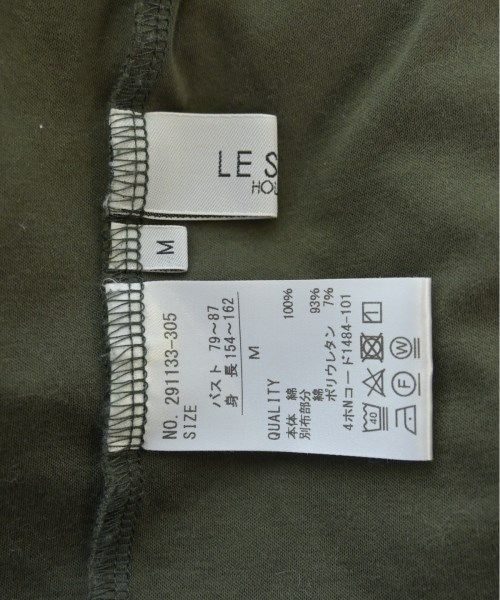 LE S
HOU
M
NO. 291133-305
SIZE
バスト 79～87
身 長 154～162
M
QUALITY
本体 綿 100%
別布部分 綿 93%
ポリウレタン 7%
4ホNコード1484-101
40 F W